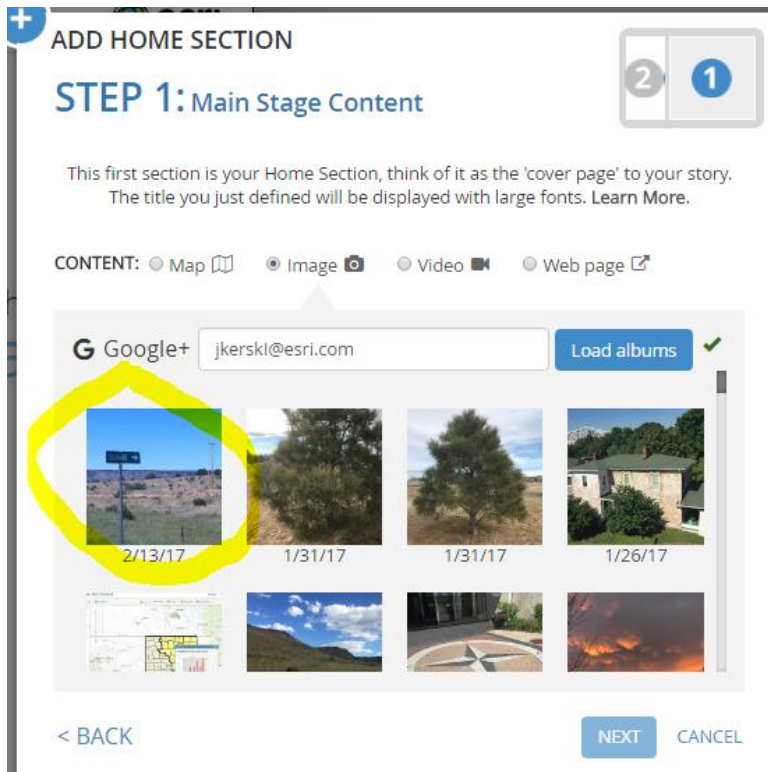 ADD HOME SECTION
STEP 1: Main Stage Content
2 1
This first section is your Home Section, think of it as the 'cover page' to your story.
The title you just defined will be displayed with large fonts. Learn More.
CONTENT: Map Image Video Web page
G Google+ jkerski@esri.com Load albums
2/13/17 1/31/17 1/31/17 1/26/17
< BACK NEXT CANCEL